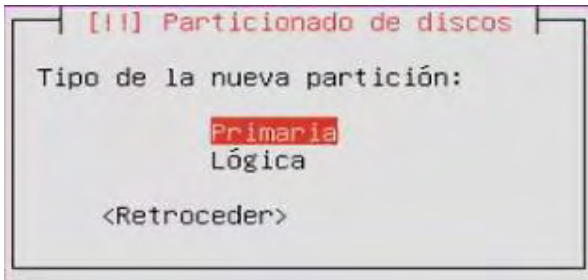 [!!] Particionado de discos
Tipo de la nueva partición:
Primaria
Lógica
<Retroceder>